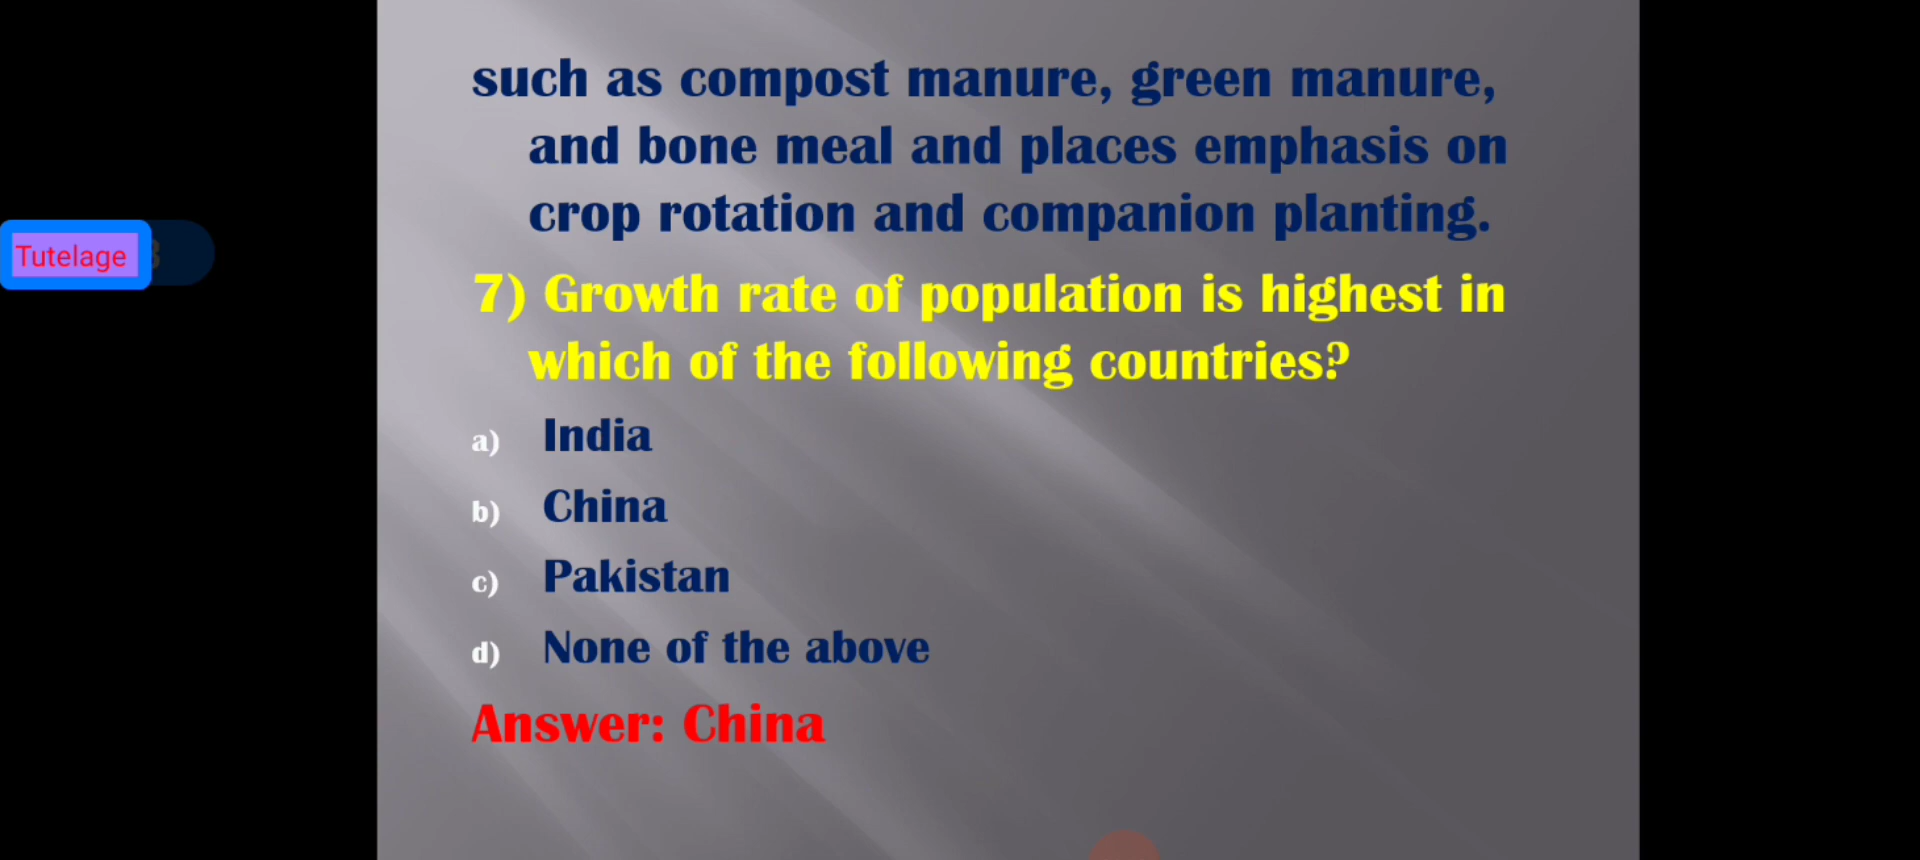 such as compost manure, green manure,
and bone meal and places emphasis on
crop rotation and companion planting.
Tutelage
7) Growth rate of population is highest in
which of the following countries?
a) India
b) China
c) Pakistan
d) None of the above
Answer: China